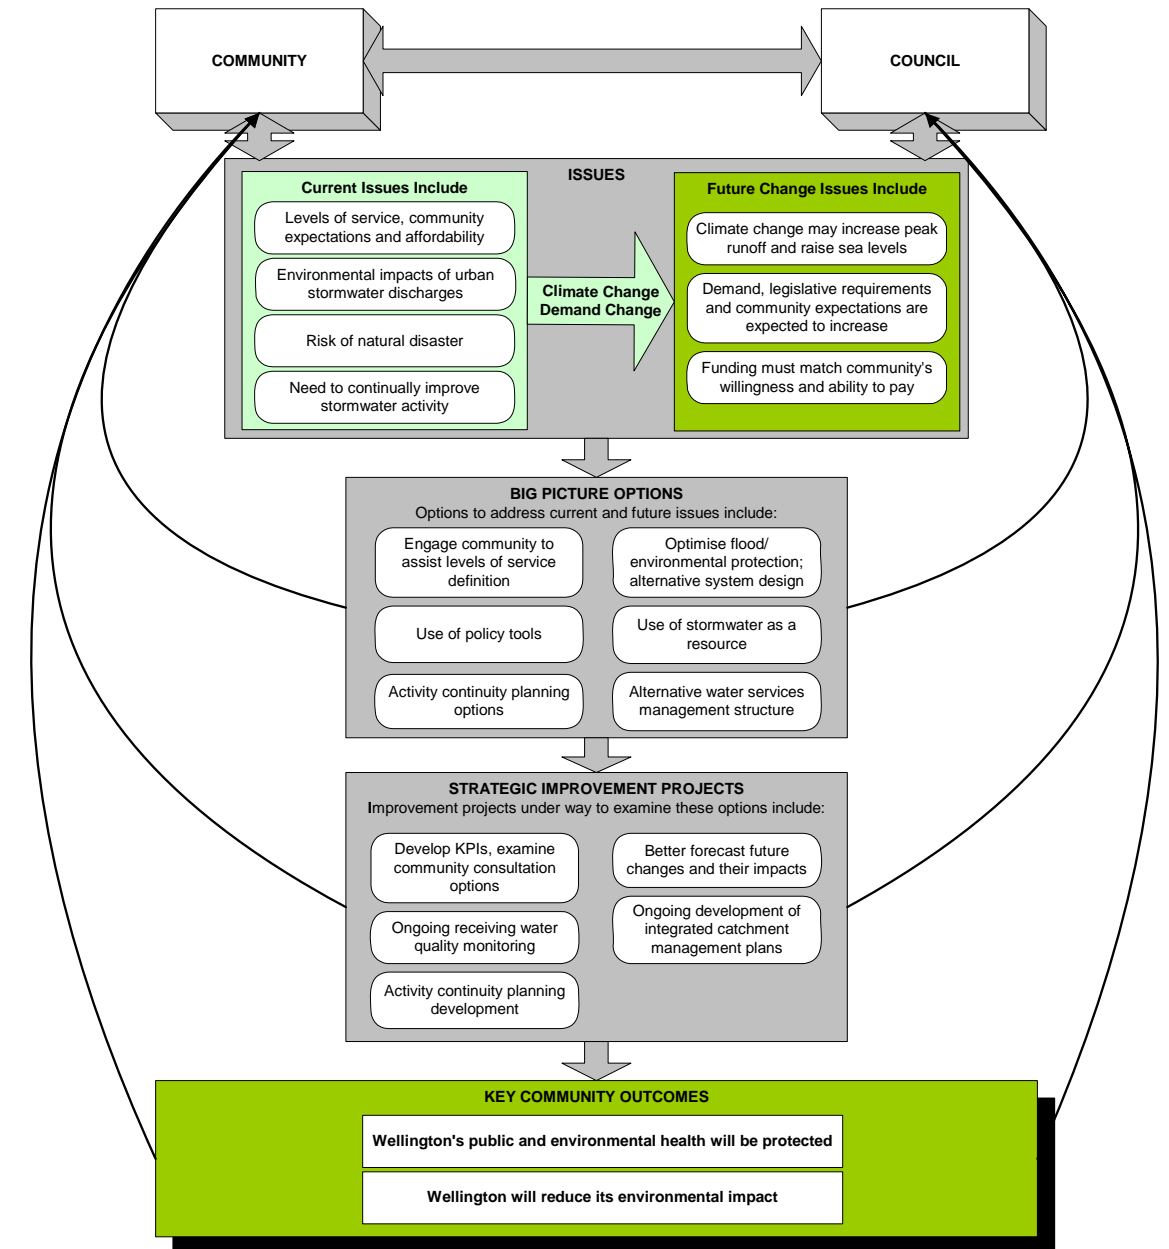 COMMUNITY
COUNCIL
ISSUES
Current Issues Include
Levels of service, community
expectations and affordability
Environmental impacts of urban
stormwater discharges
Risk of natural disaster
Need to continually improve
stormwater activity
Climate Change
Demand Change
Future Change Issues Include
Climate change may increase peak
runoff and raise sea levels
Demand, legislative requirements
and community expectations are
expected to increase
Funding must match community's
willingness and ability to pay
BIG PICTURE OPTIONS
Options to address current and future issues include:
Engage community to
assist levels of service
definition
Use of policy tools
Activity continuity planning
options
Optimise flood/
environmental protection;
alternative system design
Use of stormwater as a
resource
Alternative water services
management structure
STRATEGIC IMPROVEMENT PROJECTS
Improvement projects under way to examine these options include:
Develop KPIs, examine
community consultation
options
Ongoing receiving water
quality monitoring
Activity continuity planning
development
Better forecast future
changes and their impacts
Ongoing development of
integrated catchment
management plans
KEY COMMUNITY OUTCOMES
Wellington's public and environmental health will be protected
Wellington will reduce its environmental impact